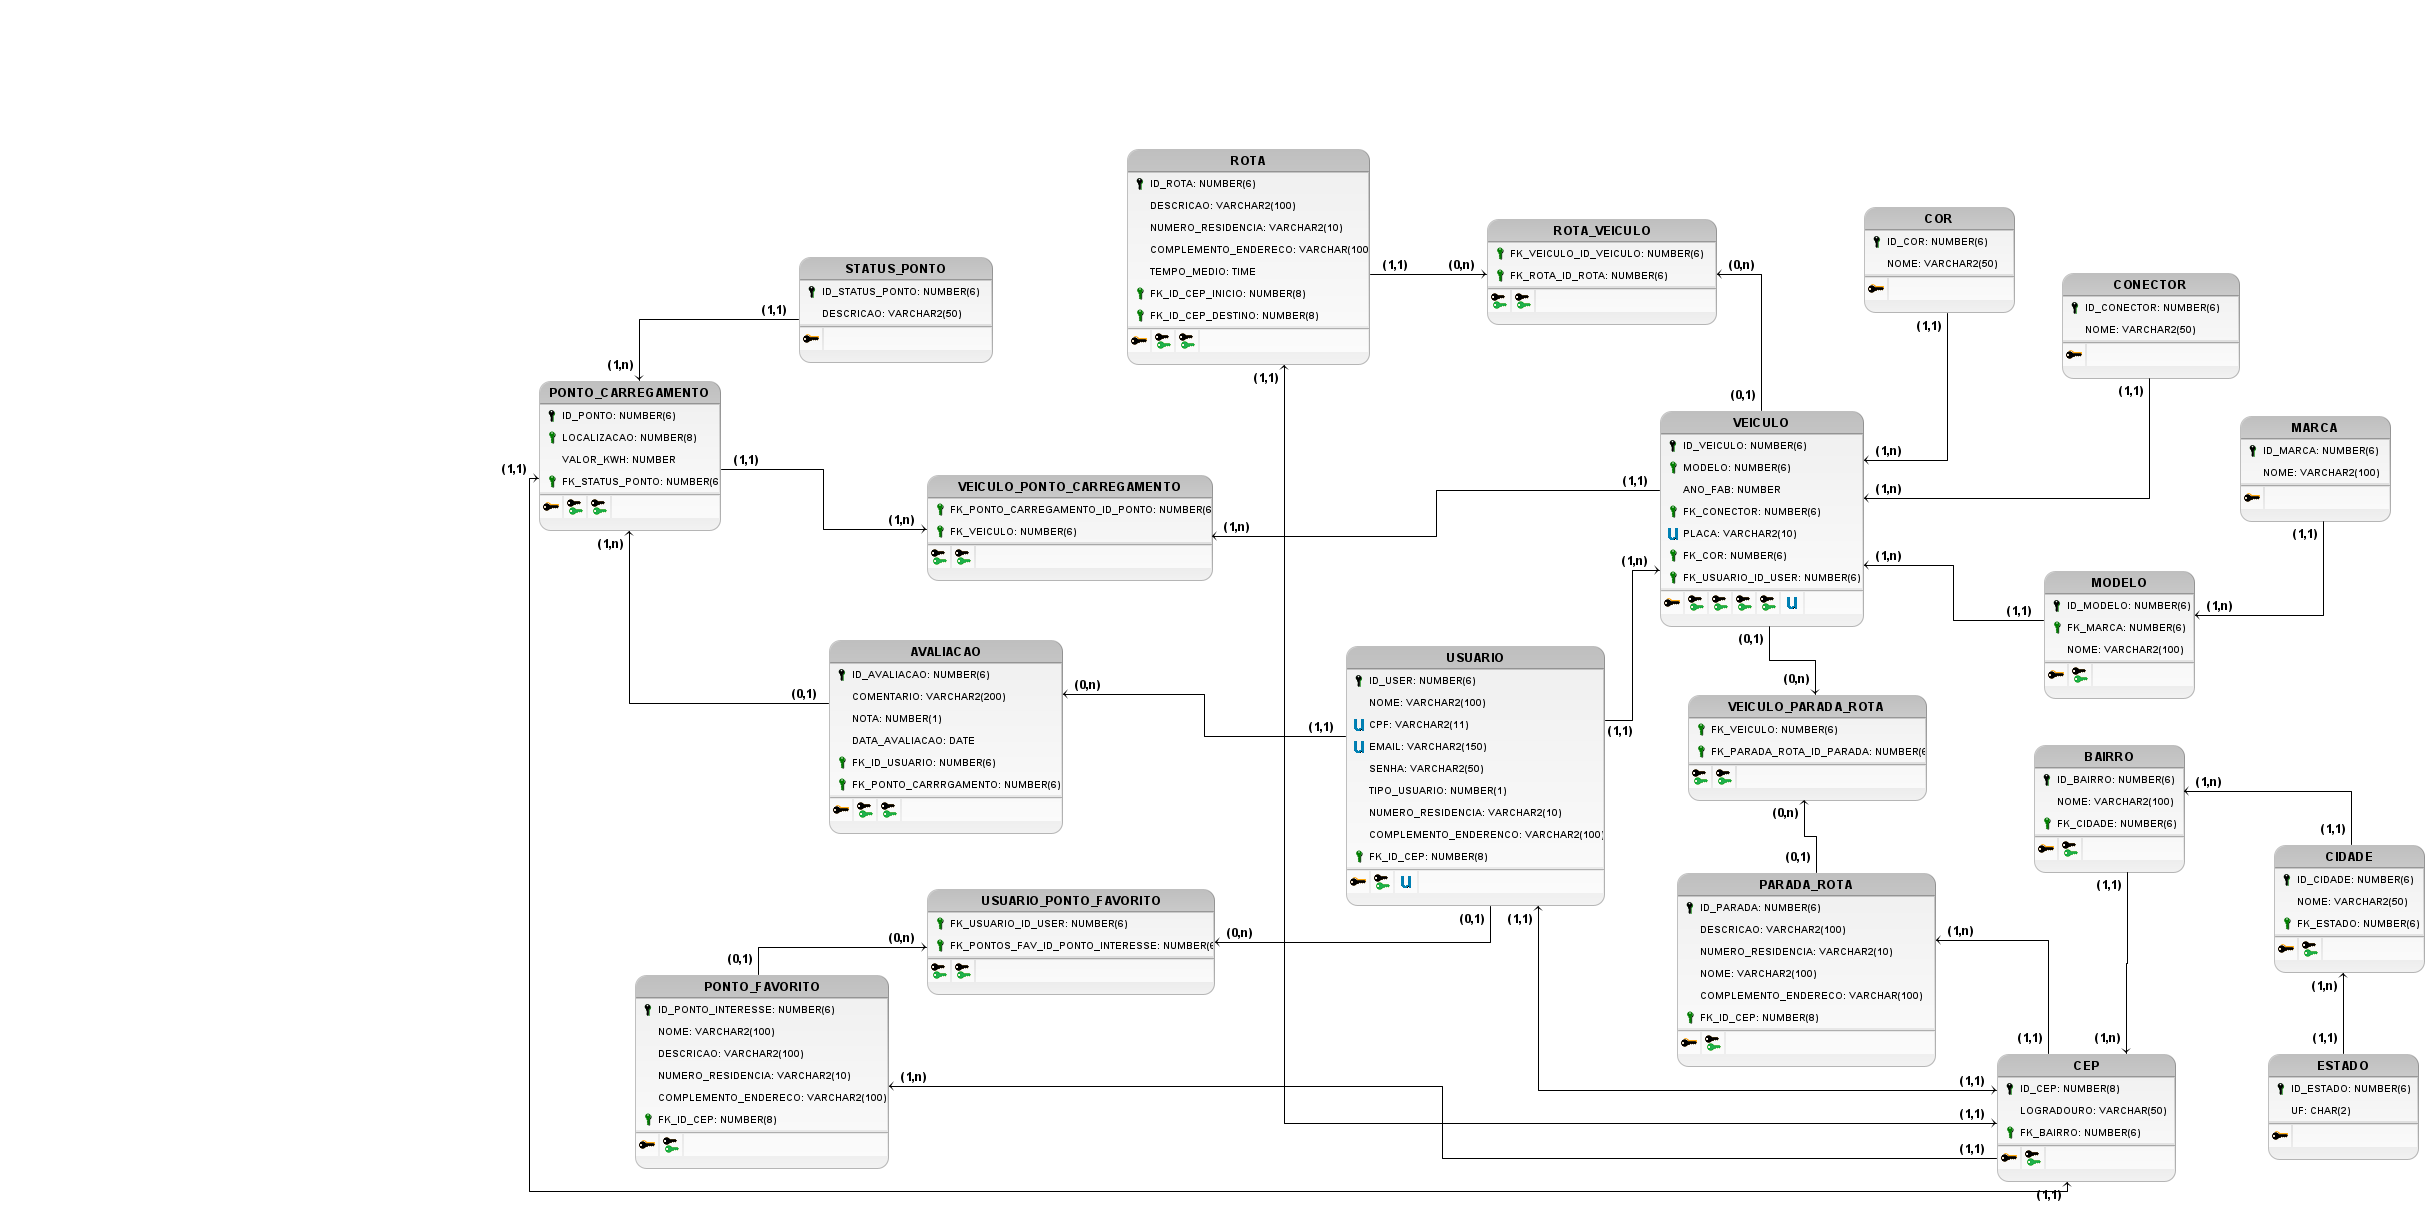 ROTA
ID_ROTA: NUMBER(6)
DESCRICAO: VARCHAR2(100)
NUMERO_RESIDENCIA: VARCHAR2(10)
COMPLEMENTO_ENDERECO: VARCHAR(100
TEMPO_MEDIO: TIME
FK_ID_CEP_INICIO: NUMBER(8)
FK_ID_CEP_DESTINO: NUMBER(8)
(1,1)
(0,n)
(1,1)
ROTA_VEICULO
FK_VEICULO_ID_VEICULO: NUMBER(6)
FK_ROTA_ID_ROTA: NUMBER(6)
(0,n)
(0,1)
COR
ID_COR: NUMBER(6)
NOME: VARCHAR2(50)
(1,1)
CONECTOR
ID_CONECTOR: NUMBER(6)
NOME: VARCHAR2(50)
(1,1)
STATUS_PONTO
ID_STATUS_PONTO: NUMBER(6)
DESCRICAO: VARCHAR2(50)
(1,1)
(1,n)
PONTO_CARREGAMENTO
ID_PONTO: NUMBER(6)
LOCALIZACAO: NUMBER(8)
VALOR_KWH: NUMBER
FK_STATUS_PONTO: NUMBER(6
(1,1)
(1,1)
(1,n)
(1,n)
VEICULO_PONTO_CARREGAMENTO
FK_PONTO_CARREGAMENTO_ID_PONTO: NUMBER(6
FK_VEICULO: NUMBER(6)
(1,n)
(1,1)
VEICULO
ID_VEICULO: NUMBER(6)
MODELO: NUMBER(6)
ANO_FAB: NUMBER
FK_CONECTOR: NUMBER(6)
U PLACA: VARCHAR2(10)
FK_COR: NUMBER(6)
FK_USUARIO_ID_USER: NUMBER(6)
U
(1,n)
(1,n)
(1,n)
(1,n)
(0,1)
MARCA
ID_MARCA: NUMBER(6)
NOME: VARCHAR2(100)
(1,1)
MODELO
ID_MODELO: NUMBER(6)
FK_MARCA: NUMBER(6)
NOME: VARCHAR2(100)
(1,1)
(1,n)
AVALIACAO
ID_AVALIACAO: NUMBER(6)
COMENTARIO: VARCHAR2(200)
NOTA: NUMBER(1)
DATA_AVALIACAO: DATE
FK_ID_USUARIO: NUMBER(6)
FK_PONTO_CARRRGAMENTO: NUMBER(6)
(0,1)
(0,n)
(1,1)
USUARIO
ID_USER: NUMBER(6)
NOME: VARCHAR2(100)
U CPF: VARCHAR2(11)
U EMAIL: VARCHAR2(150)
SENHA: VARCHAR2(50)
TIPO_USUARIO: NUMBER(1)
NUMERO_RESIDENCIA: VARCHAR2(10)
COMPLEMENTO_ENDERENCO: VARCHAR2(100)
FK_ID_CEP: NUMBER(8)
U
(1,1)
(0,1)
(1,1)
(0,n)
VEICULO_PARADA_ROTA
FK_VEICULO: NUMBER(6)
FK_PARADA_ROTA_ID_PARADA: NUMBER(6
(0,n)
(0,1)
PARADA_ROTA
ID_PARADA: NUMBER(6)
DESCRICAO: VARCHAR2(100)
NUMERO_RESIDENCIA: VARCHAR2(10)
NOME: VARCHAR2(100)
COMPLEMENTO_ENDERECO: VARCHAR(100)
FK_ID_CEP: NUMBER(8)
(1,n)
BAIRRO
ID_BAIRRO: NUMBER(6)
NOME: VARCHAR2(100)
FK_CIDADE: NUMBER(6)
(1,n)
(1,1)
(1,1)
CIDADE
ID_CIDADE: NUMBER(6)
NOME: VARCHAR2(50)
FK_ESTADO: NUMBER(6)
(1,n)
(1,1)
USUARIO_PONTO_FAVORITO
FK_USUARIO_ID_USER: NUMBER(6)
FK_PONTOS_FAV_ID_PONTO_INTERESSE: NUMBER(6
(0,n)
(0,n)
(0,1)
PONTO_FAVORITO
ID_PONTO_INTERESSE: NUMBER(6)
NOME: VARCHAR2(100)
DESCRICAO: VARCHAR2(100)
NUMERO_RESIDENCIA: VARCHAR2(10)
COMPLEMENTO_ENDERECO: VARCHAR2(100)
FK_ID_CEP: NUMBER(8)
(1,n)
(1,1)
(1,n)
CEP
ID_CEP: NUMBER(8)
LOGRADOURO: VARCHAR(50)
FK_BAIRRO: NUMBER(6)
(1,1)
(1,1)
(1,1)
(1,1)
ESTADO
ID_ESTADO: NUMBER(6)
UF: CHAR(2)